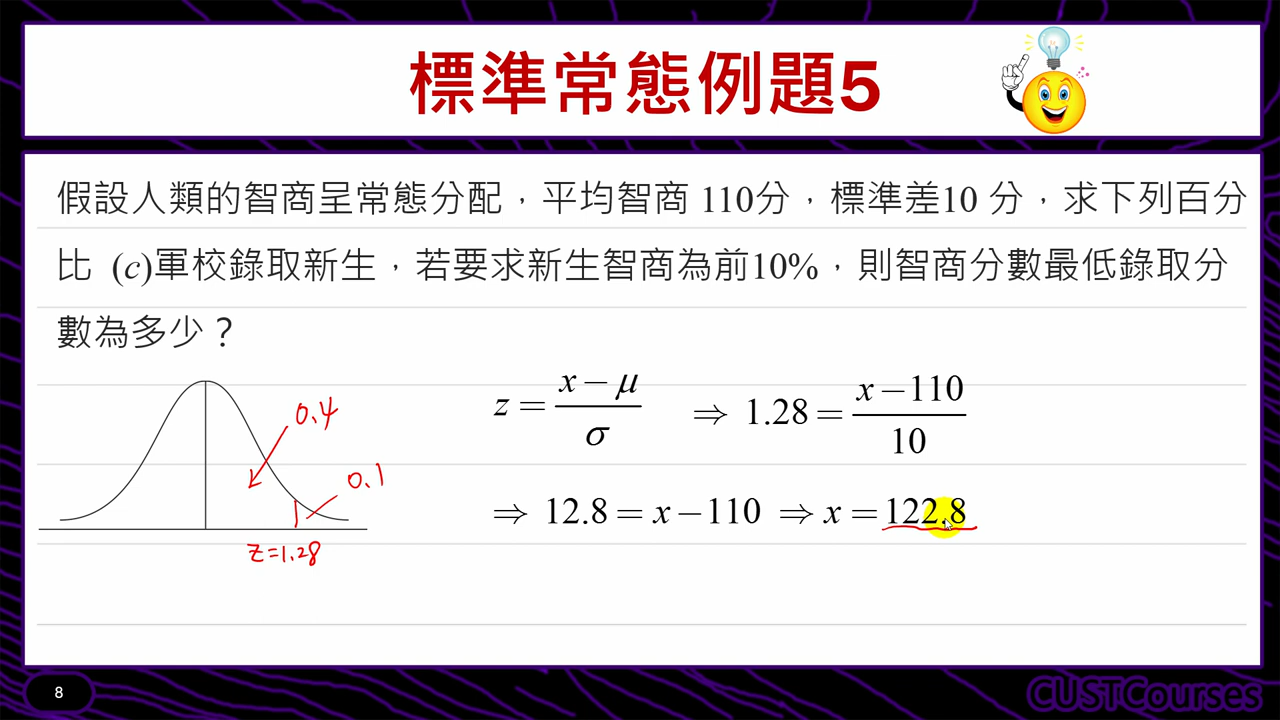 標準常態例題5
假設人類的智商呈常態分配，平均智商 110分，標準差10 分，求下列百分
比 (c)軍校錄取新生，若要求新生智商為前10%，則智商分數最低錄取分
數為多少？
0.4
0.1
z=1.28
z = (x − μ)/σ ⇒ 1.28 = (x − 110)/10
⇒ 12.8 = x − 110 ⇒ x = 122.8
8
CUSTCourses